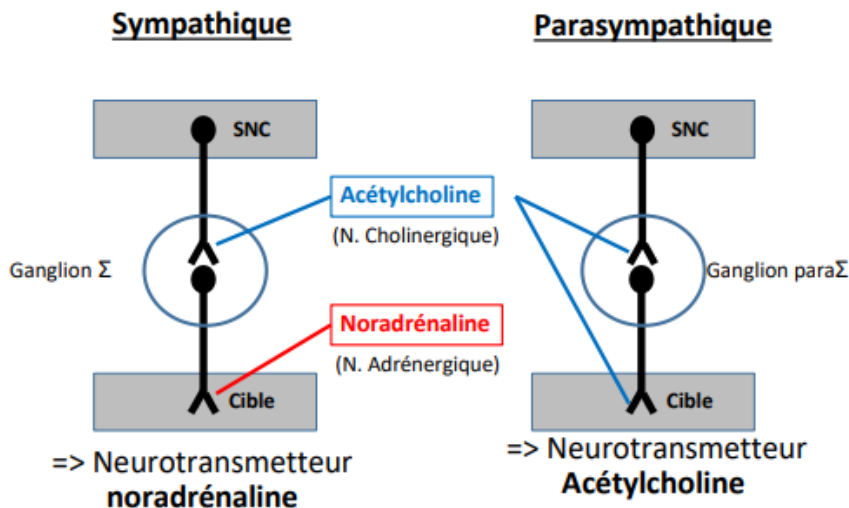 Sympathique
Parasympathique
SNC
SNC
Acétylcholine
(N. Cholinergique)
Ganglion Σ
Ganglion paraΣ
Noradrénaline
(N. Adrénergique)
Cible
Cible
=> Neurotransmetteur
noradrénaline
=> Neurotransmetteur
Acétylcholine